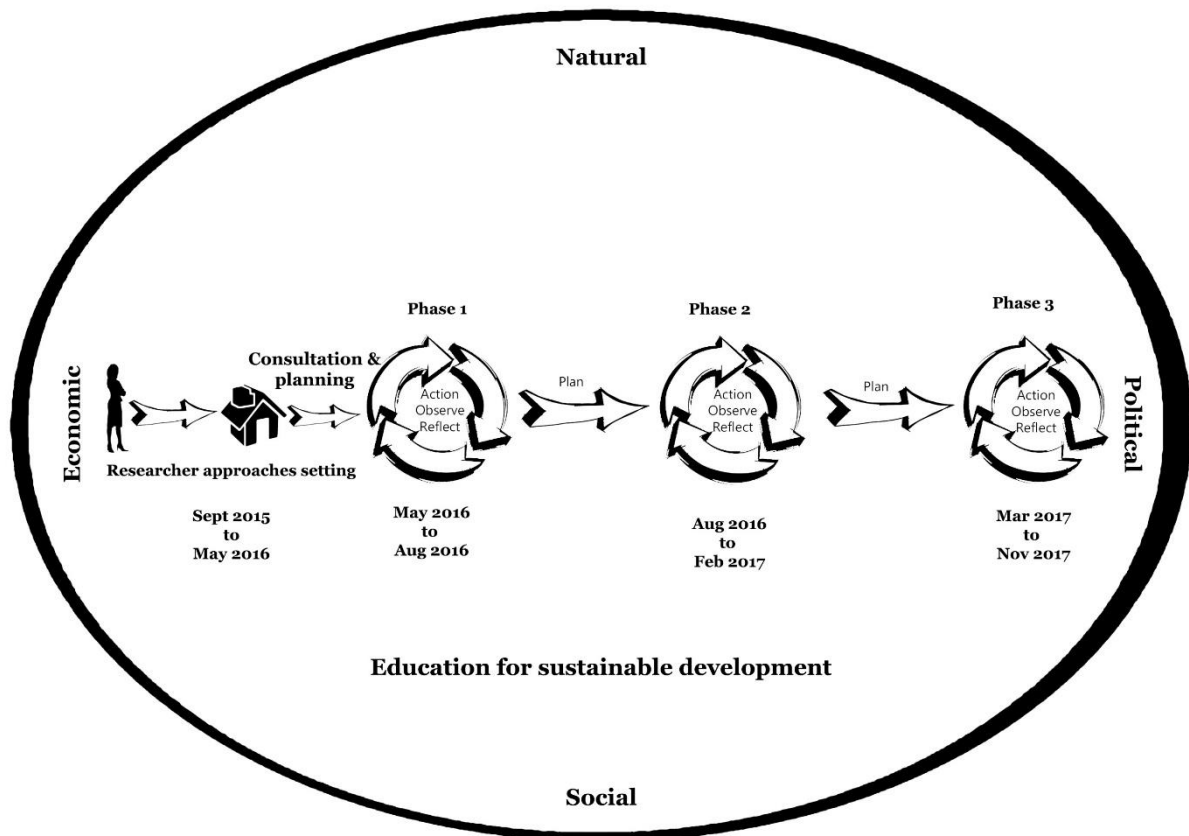 Natural
Phase 1
Phase 2
Phase 3
Consultation &
planning
Economic
Action
Observe
Reflect
Plan
Action
Observe
Reflect
Plan
Action
Observe
Reflect
Political
Researcher approaches setting
Sept 2015
to
May 2016
May 2016
to
Aug 2016
Aug 2016
to
Feb 2017
Mar 2017
to
Nov 2017
Education for sustainable development
Social